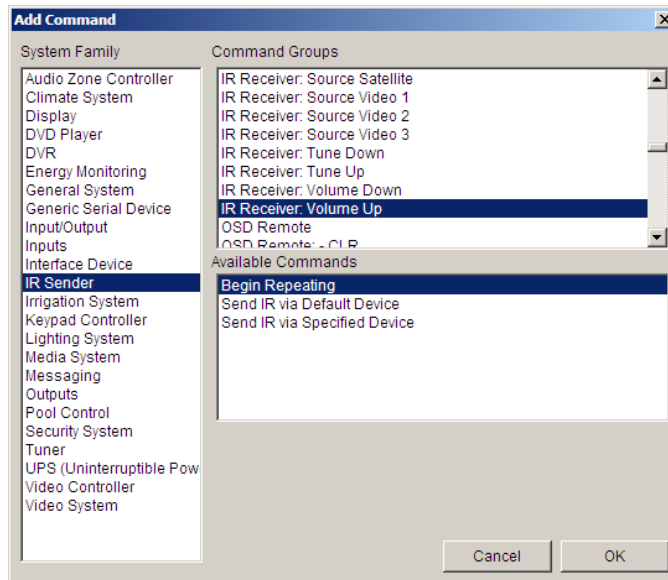 Add Command
System Family
Audio Zone Controller
Climate System
Display
DVD Player
DVR
Energy Monitoring
General System
Generic Serial Device
Input/Output
Inputs
Interface Device
IR Sender
Irrigation System
Keypad Controller
Lighting System
Media System
Messaging
Outputs
Pool Control
Security System
Tuner
UPS (Uninterruptible Pow
Video Controller
Video System
Command Groups
IR Receiver: Source Satellite
IR Receiver: Source Video 1
IR Receiver: Source Video 2
IR Receiver: Source Video 3
IR Receiver: Tune Down
IR Receiver: Tune Up
IR Receiver: Volume Down
IR Receiver: Volume Up
OSD Remote
OSD Remote: - CLR
Available Commands
Begin Repeating
Send IR via Default Device
Send IR via Specified Device
Cancel
OK